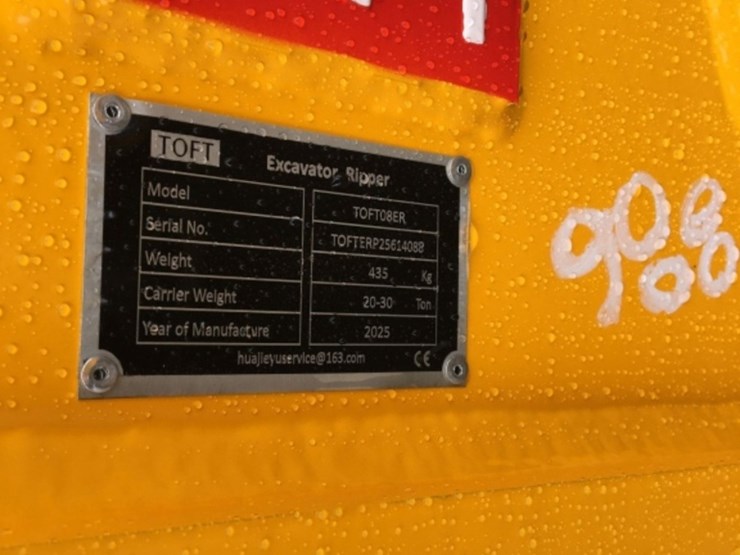 TOFT
Excavator Ripper
Model TOFT08ER
Serial No. TOFTERP25614088
Weight 435 Kg
Carrier Weight 20-30 Ton
Year of Manufacture 2025
huajieyuservice@163.com CE